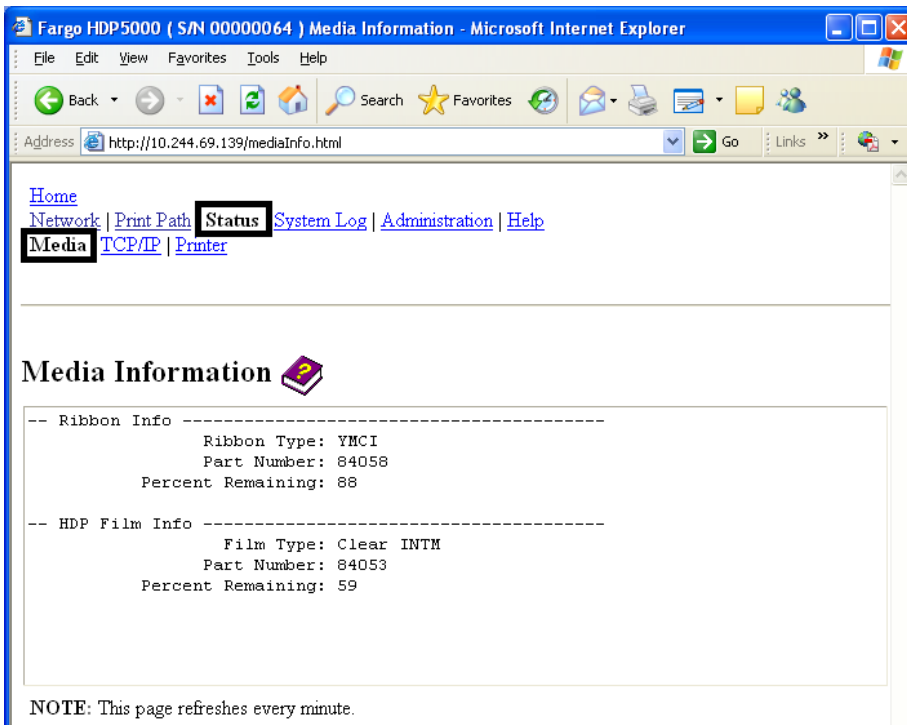 Fargo HDP5000 ( S/N 00000064 ) Media Information - Microsoft Internet Explorer
File Edit View Favorites Tools Help
Back Search Favorites
Address http://10.244.69.139/mediaInfo.html Go Links »
Home
Network | Print Path Status System Log | Administration | Help
Media TCP/IP | Printer
Media Information ?
-- Ribbon Info -----------------------------------------
Ribbon Type: YMCI
Part Number: 84058
Percent Remaining: 88
-- HDP Film Info ---------------------------------------
Film Type: Clear INTM
Part Number: 84053
Percent Remaining: 59
NOTE: This page refreshes every minute.